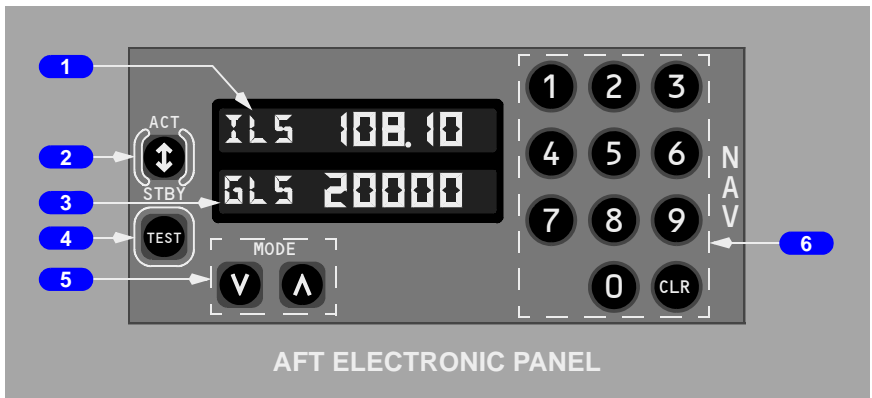 1
ACT
ILS 108.10
1 2 3
2
4 5 6
NAV
STBY
3
GLS 20000
7 8 9
4
TEST
MODE
6
5
V Λ
0 CLR
AFT ELECTRONIC PANEL